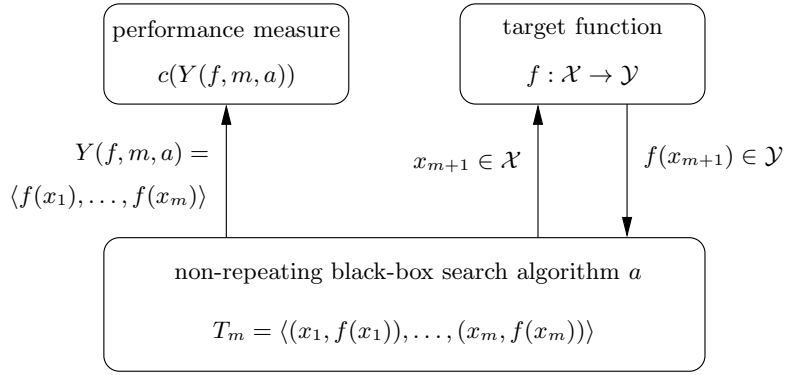 performance measure
c(Y(f, m, a))
target function
f : 𝒳 → 𝒴
Y(f, m, a) =
⟨f(x₁), . . . , f(xₘ)⟩
xₘ₊₁ ∈ 𝒳
f(xₘ₊₁) ∈ 𝒴
non-repeating black-box search algorithm a
Tₘ = ⟨(x₁, f(x₁)), . . . , (xₘ, f(xₘ))⟩